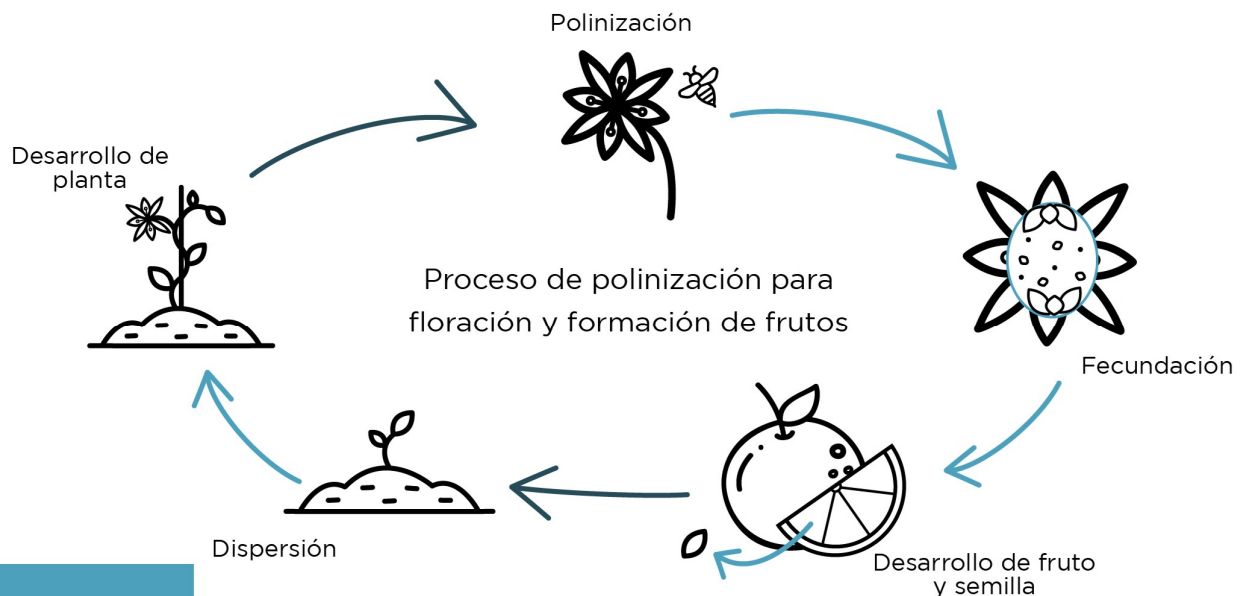 Polinización
Desarrollo de
planta
Proceso de polinización para
floración y formación de frutos
Fecundación
Dispersión
Desarrollo de fruto
y semilla